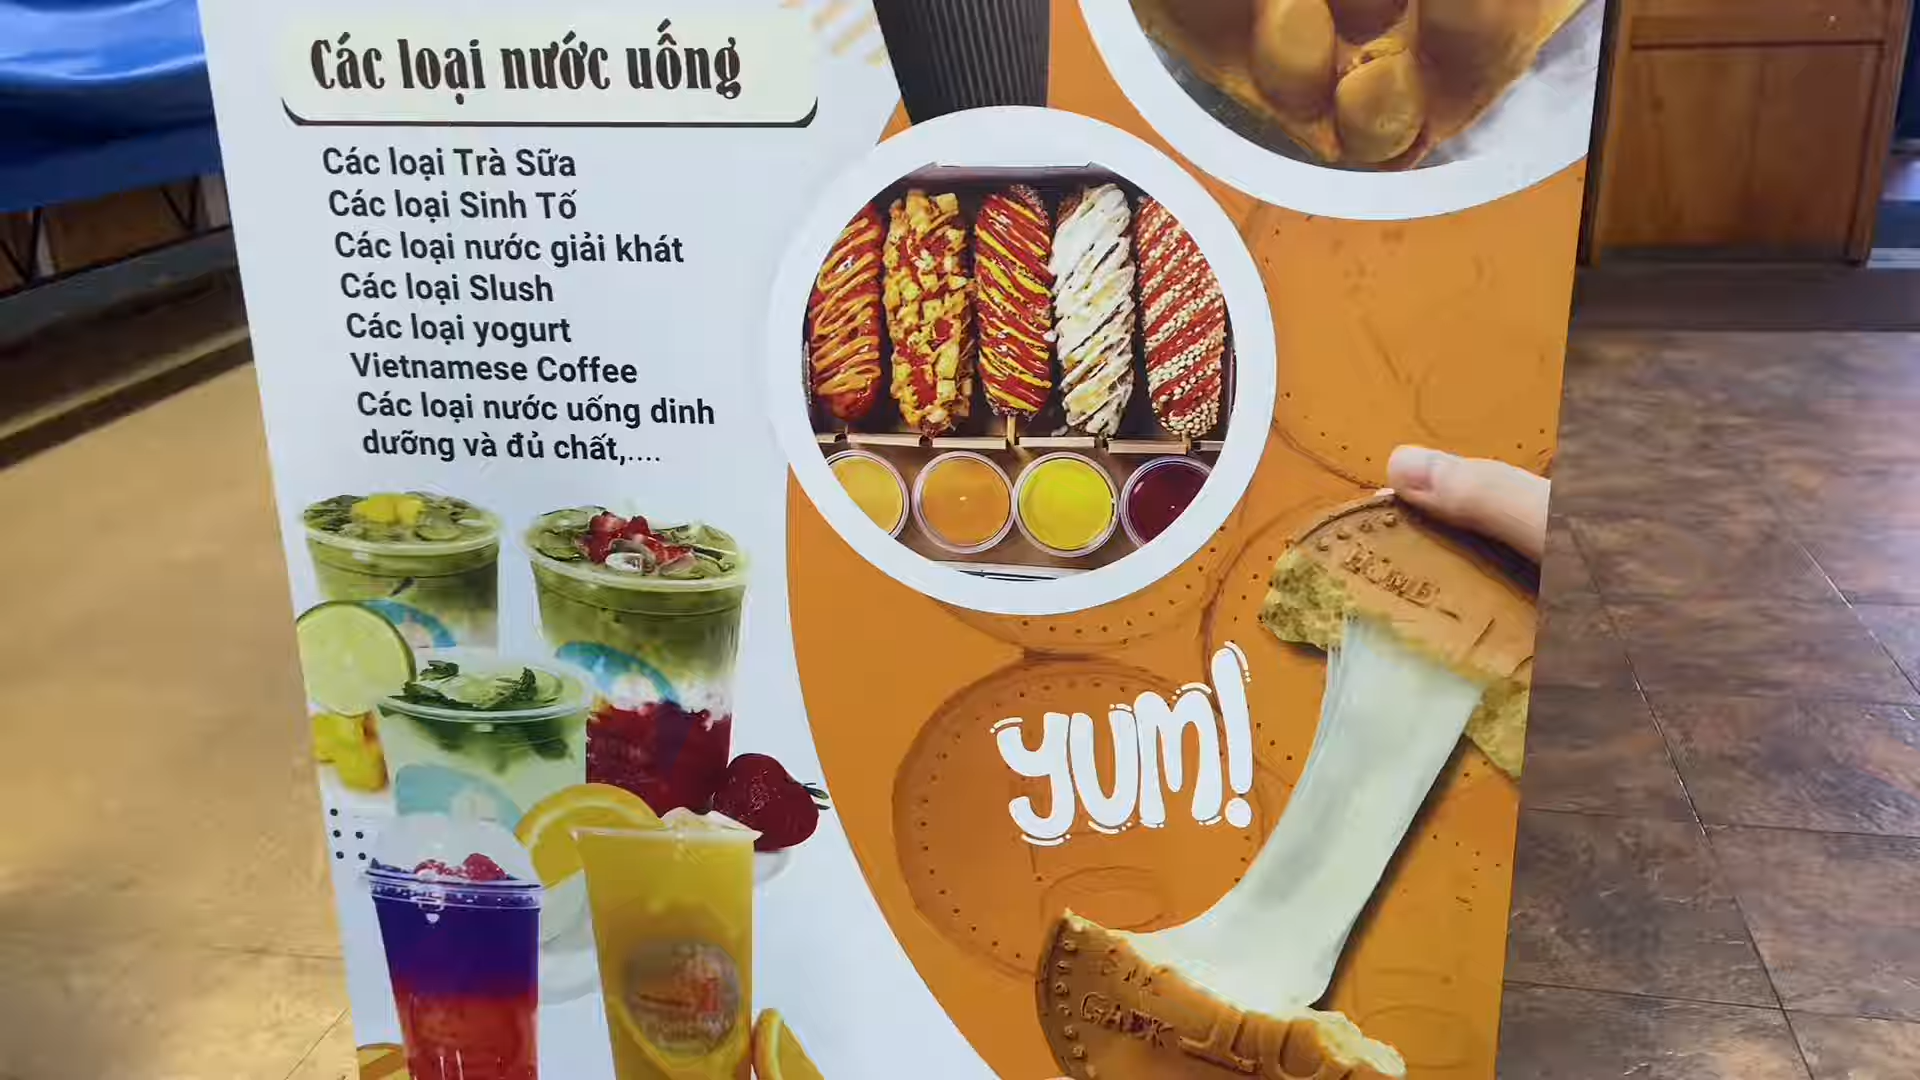 Các loại nước uống
Các loại Trà Sữa
Các loại Sinh Tố
Các loại nước giải khát
Các loại Slush
Các loại yogurt
Vietnamese Coffee
Các loại nước uống dinh
dưỡng và đủ chất,....
YUM!
10